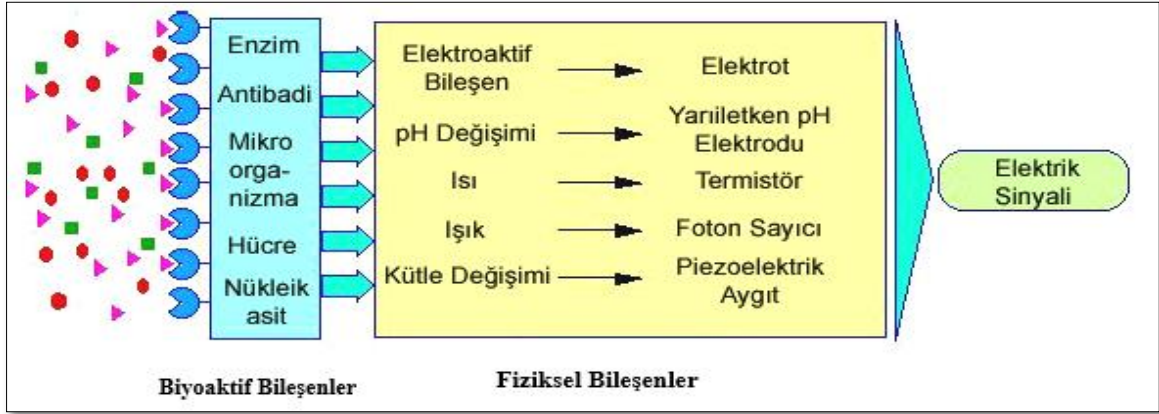 Enzim
Antibadi
Mikro
orga-
nizma
Hücre
Nükleik
asit
Elektroaktif
Bileşen
Elektrot
pH Değişimi
Yarıiletken pH
Elektrodu
Isı
Termistör
Işık
Foton Sayıcı
Kütle Değişimi
Piezoelektrik
Aygıt
Elektrik
Sinyali
Biyoaktif Bileşenler
Fiziksel Bileşenler